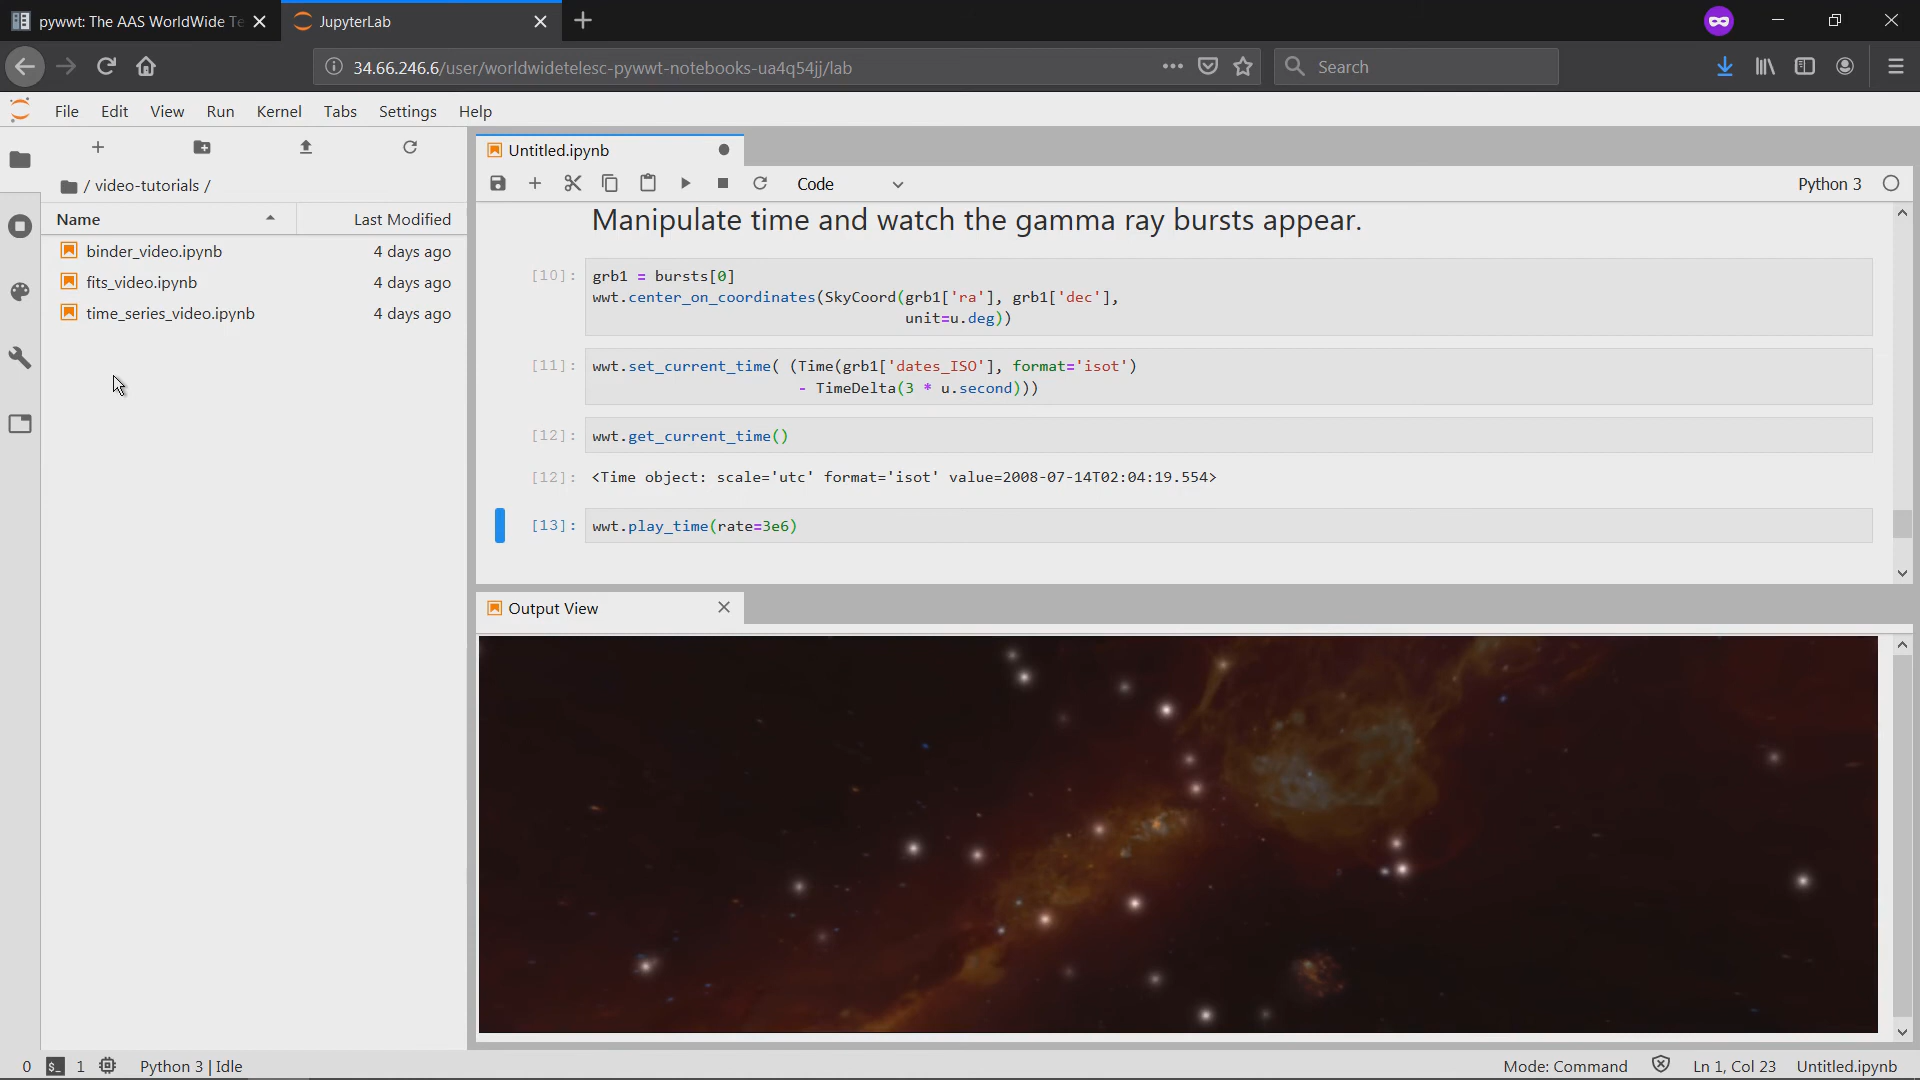 pywwt: The AAS WorldWide Te
JupyterLab
34.66.246.6/user/worldwidetelesc-pywwt-notebooks-ua4q54jj/lab
Search
File Edit View Run Kernel Tabs Settings Help
/ video-tutorials /
Name Last Modified
binder_video.ipynb 4 days ago
fits_video.ipynb 4 days ago
time_series_video.ipynb 4 days ago
Untitled.ipynb
Code
Python 3
Manipulate time and watch the gamma ray bursts appear.
[10]: grb1 = bursts[0]
wwt.center_on_coordinates(SkyCoord(grb1['ra'], grb1['dec'],
unit=u.deg))
[11]: wwt.set_current_time( (Time(grb1['dates_ISO'], format='isot')
- TimeDelta(3 * u.second)))
[12]: wwt.get_current_time()
[12]: <Time object: scale='utc' format='isot' value=2008-07-14T02:04:19.554>
[13]: wwt.play_time(rate=3e6)
Output View
0 1 Python 3 | Idle
Mode: Command Ln 1, Col 23 Untitled.ipynb